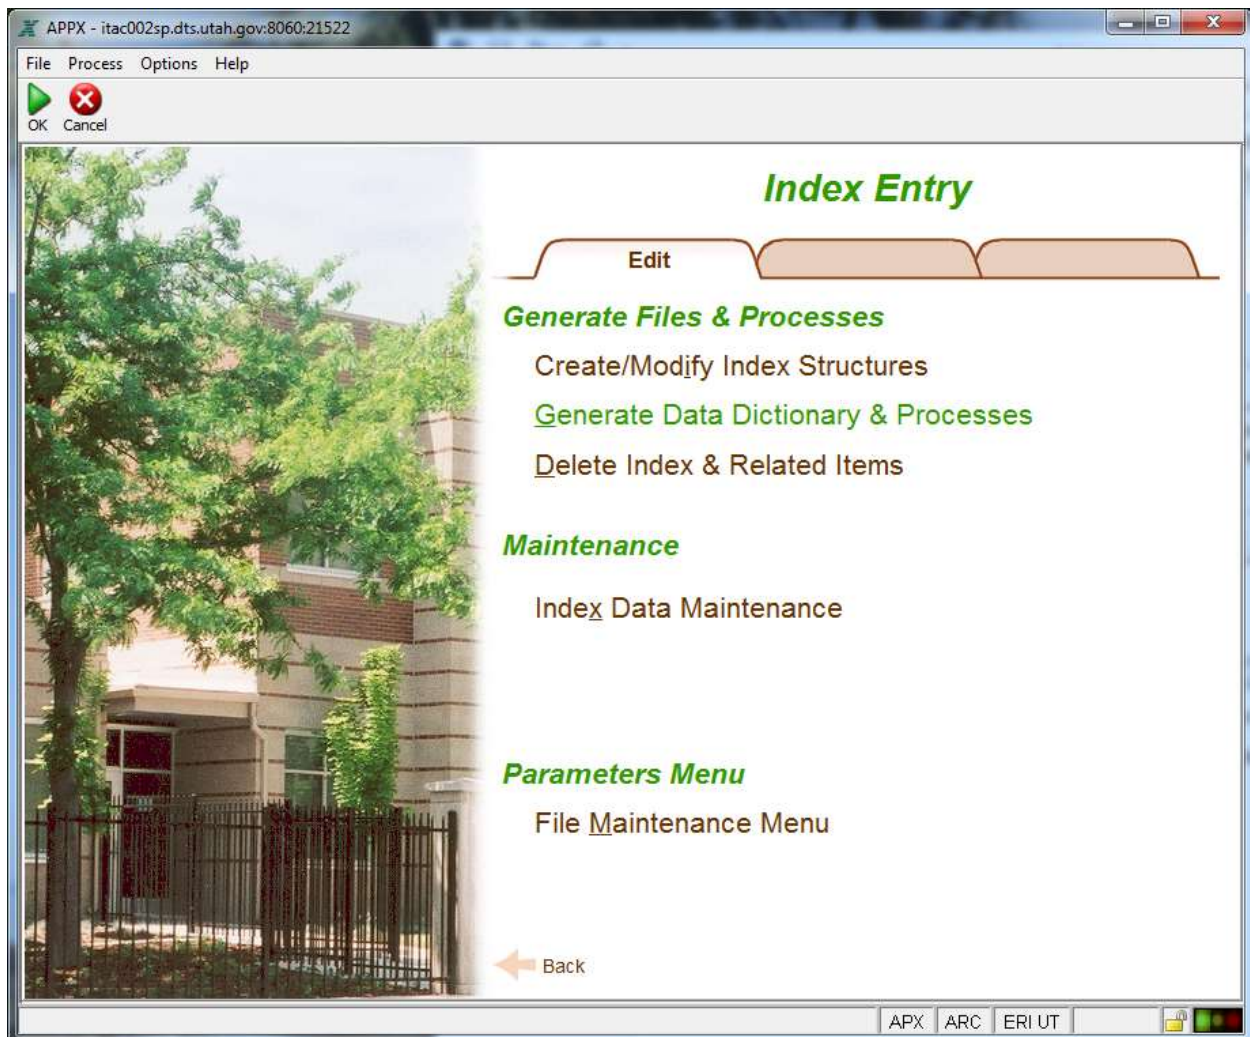 APPX - itac002sp.dts.utah.gov:8060:21522
File Process Options Help
OK Cancel
Index Entry
Edit
Generate Files & Processes
Create/Modify Index Structures
Generate Data Dictionary & Processes
Delete Index & Related Items
Maintenance
Index Data Maintenance
Parameters Menu
File Maintenance Menu
Back
APX ARC ERI UT